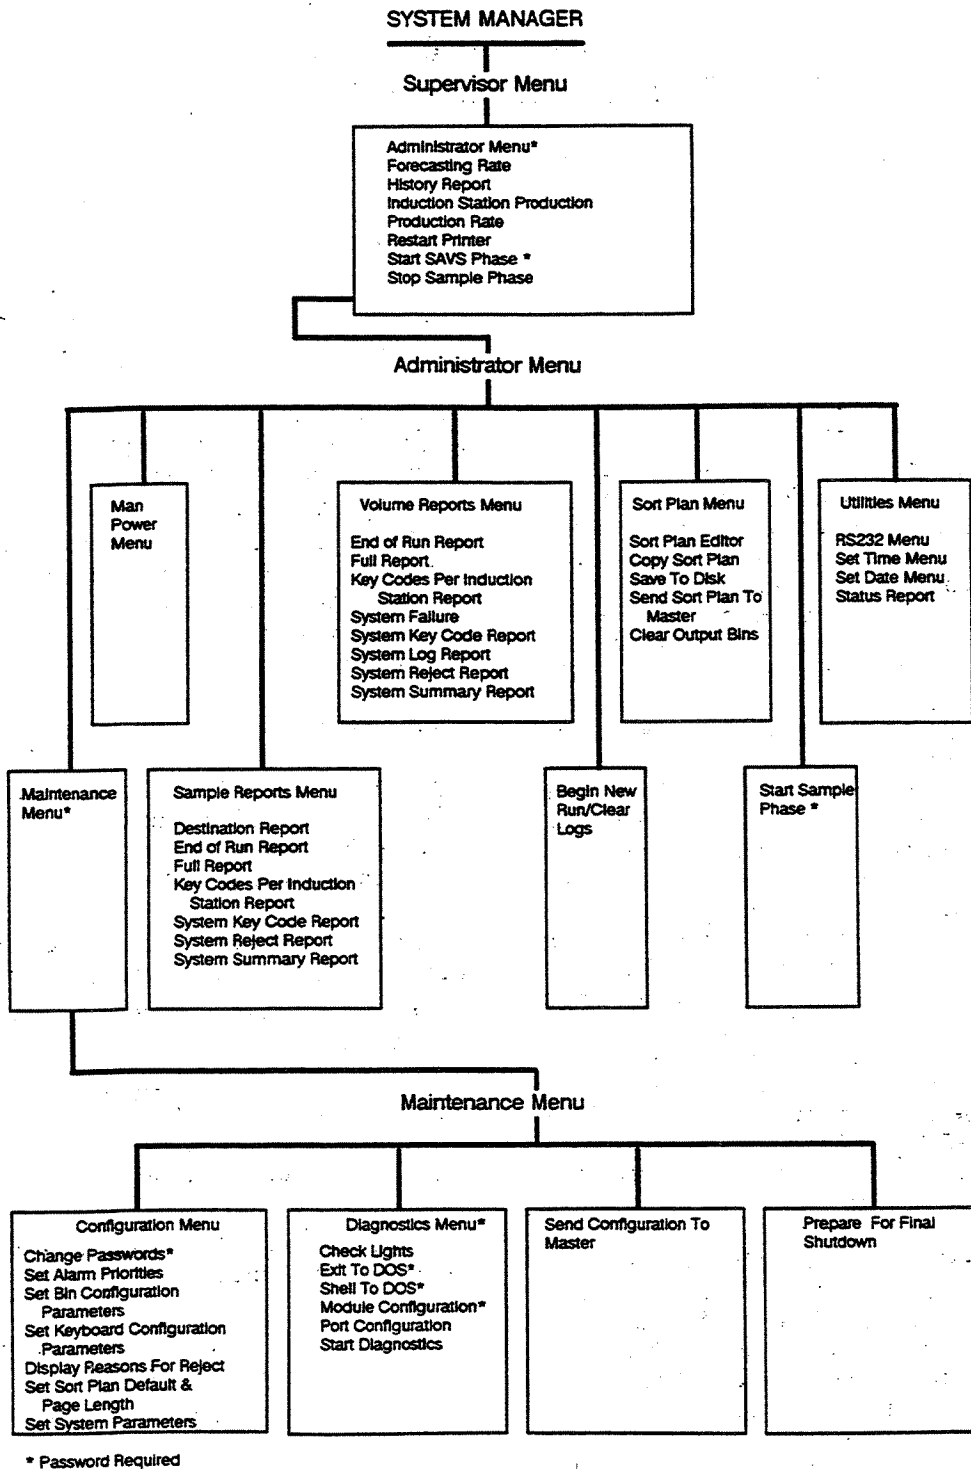 SYSTEM MANAGER
Supervisor Menu
Administrator Menu*
Forecasting Rate
History Report
Induction Station Production
Production Rate
Restart Printer
Start SAVS Phase *
Stop Sample Phase
Administrator Menu
Man
Power
Menu
Volume Reports Menu
End of Run Report
Full Report
Key Codes Per Induction
Station Report
System Failure
System Key Code Report
System Log Report
System Reject Report
System Summary Report
Sort Plan Menu
Sort Plan Editor
Copy Sort Plan
Save To Disk
Send Sort Plan To
Master
Clear Output Bins
Utilities Menu
RS232 Menu
Set Time Menu
Set Date Menu
Status Report
Maintenance
Menu*
Sample Reports Menu
Destination Report
End of Run Report
Full Report
Key Codes Per Induction
Station Report
System Key Code Report
System Reject Report
System Summary Report
Begin New
Run/Clear
Logs
Start Sample
Phase *
Maintenance Menu
Configuration Menu
Change Passwords*
Set Alarm Priorities
Set Bin Configuration
Parameters
Set Keyboard Configuration
Parameters
Display Reasons For Reject
Set Sort Plan Default &
Page Length
Set System Parameters
Diagnostics Menu*
Check Lights
Exit To DOS*
Shell To DOS*
Module Configuration*
Port Configuration
Start Diagnostics
Send Configuration To
Master
Prepare For Final
Shutdown
* Password Required